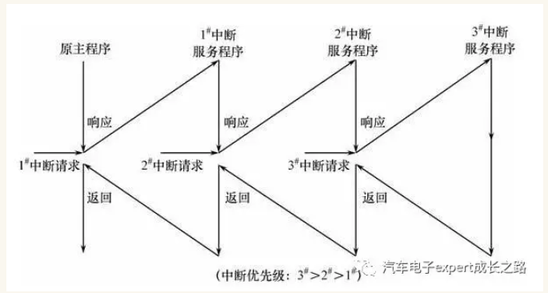 原主程序
1#中断
服务程序
2#中断
服务程序
3#中断
服务程序
响应
响应
响应
1#中断请求
2#中断请求
3#中断请求
返回
返回
返回
(中断优先级：3#>2#>1#)
汽车电子expert成长之路